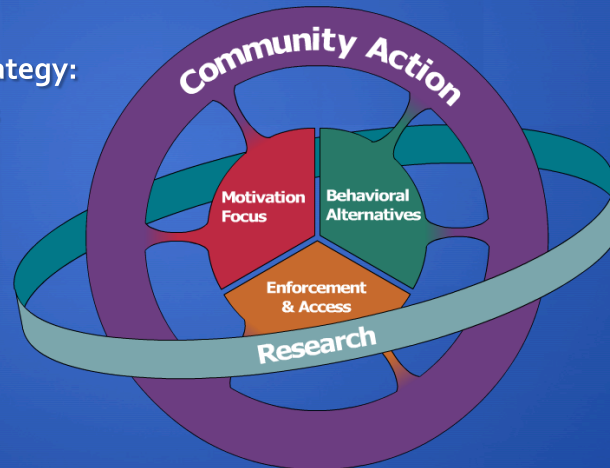 ategy:
Community Action
Motivation
Focus
Behavioral
Alternatives
Enforcement
& Access
Research